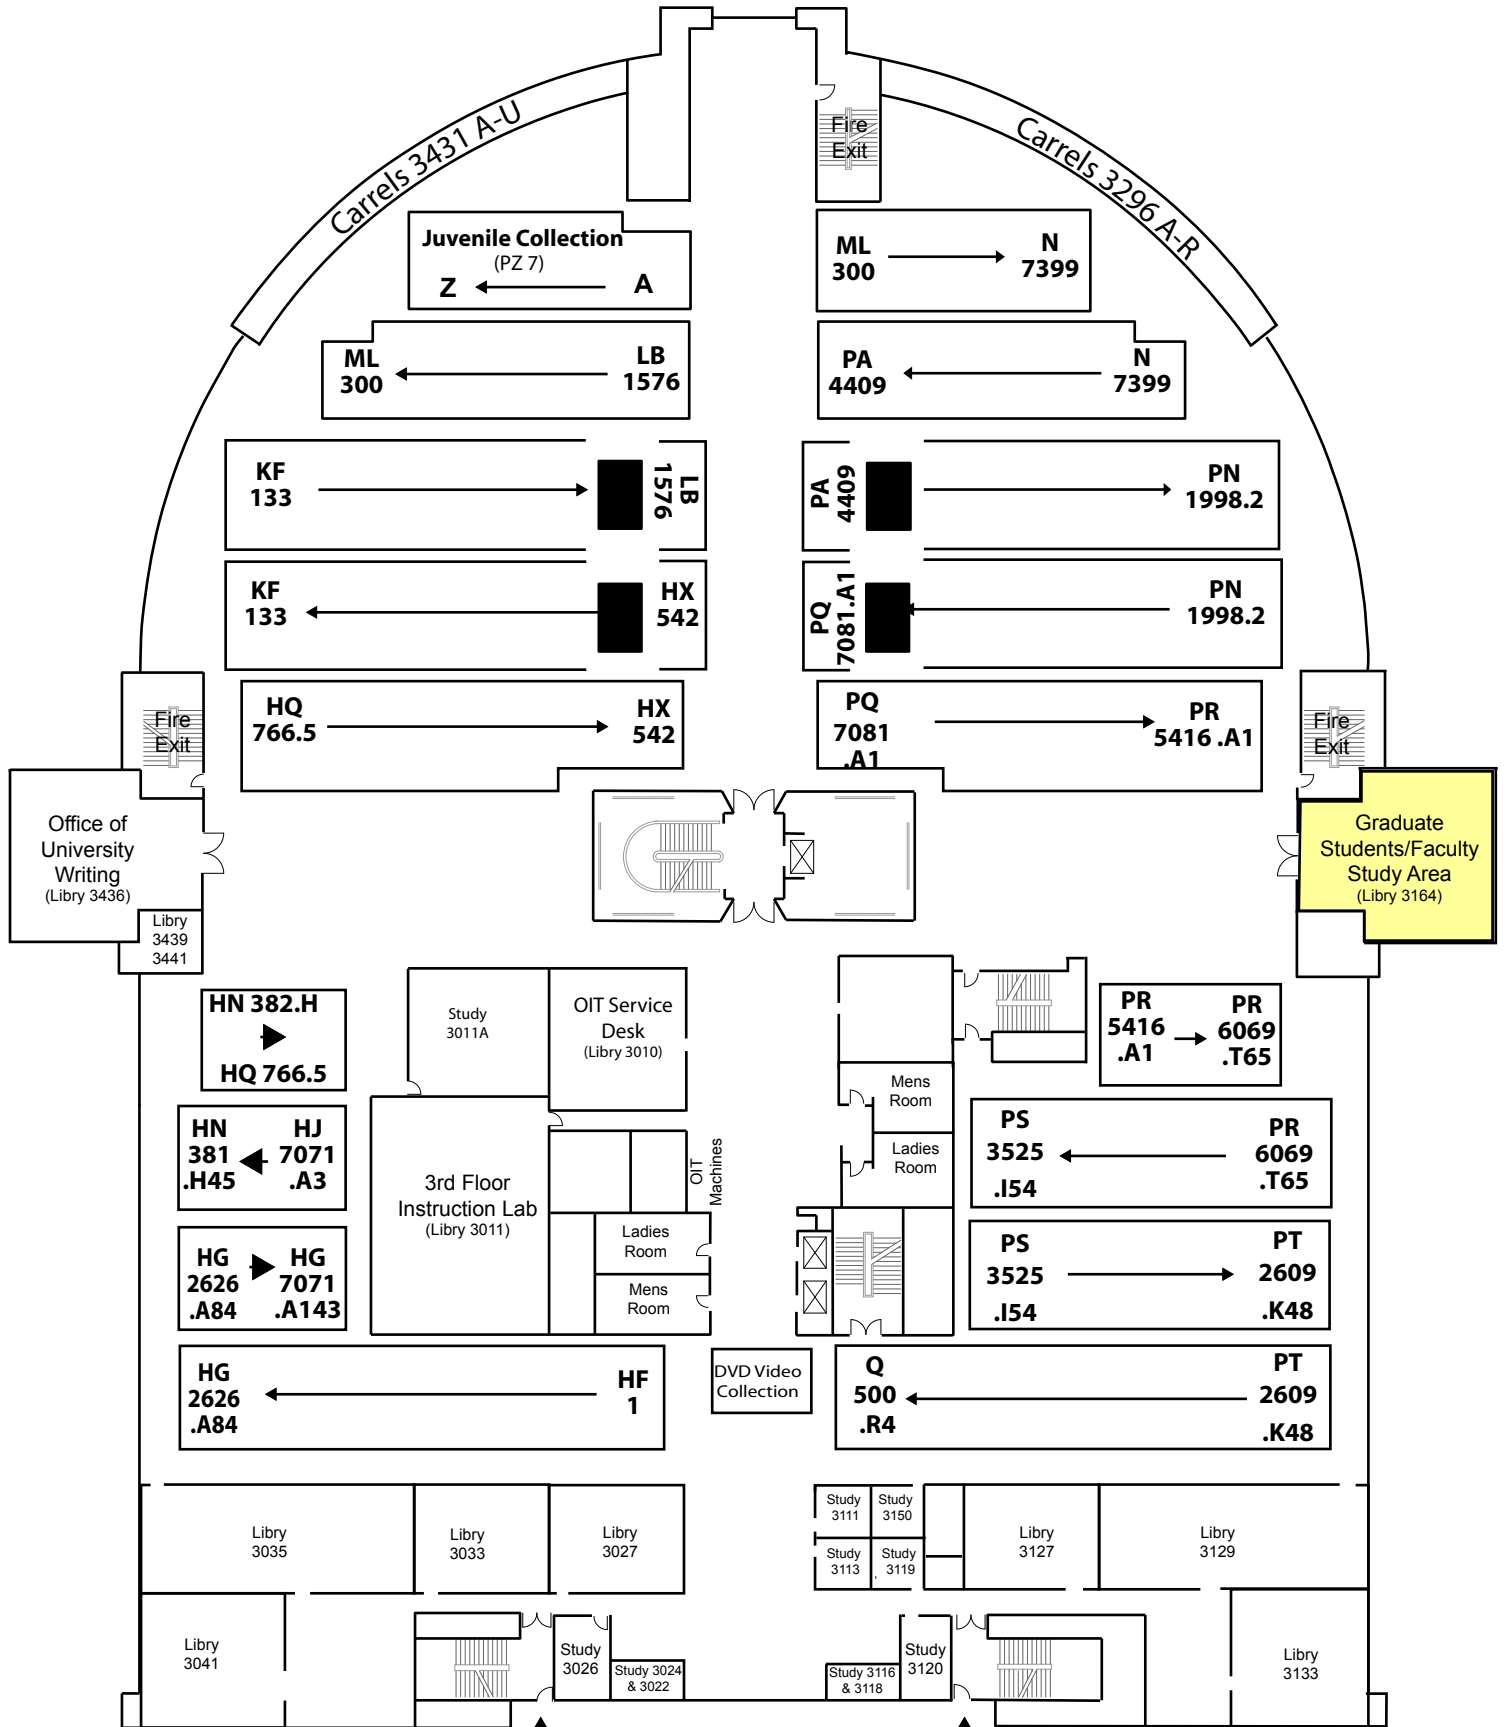 Carrels 3431 A-U
Fire
Exit
Carrels 3296 A-R
Juvenile Collection
(PZ 7)
Z
A
ML
300
N
7399
ML
300
LB
1576
PA
4409
N
7399
KF
133
LB
1576
PA
4409
PN
1998.2
KF
133
HX
542
PQ
7081.A1
PN
1998.2
HQ
766.5
HX
542
PQ
7081
.A1
PR
5416 .A1
Fire
Exit
Fire
Exit
Office of
University
Writing
(Libry 3436)
Libry
3439
3441
Graduate
Students/Faculty
Study Area
(Libry 3164)
HN 382.H
HQ 766.5
Study
3011A
OIT Service
Desk
(Libry 3010)
PR
5416
.A1
PR
6069
.T65
HN
381
.H45
HJ
7071
.A3
3rd Floor
Instruction Lab
(Libry 3011)
OIT
Machines
Mens
Room
Ladies
Room
PS
3525
.I54
PR
6069
.T65
HG
2626
.A84
HG
7071
.A143
Ladies
Room
Mens
Room
PS
3525
.I54
PT
2609
.K48
HG
2626
.A84
HF
1
DVD Video
Collection
Q
500
.R4
PT
2609
.K48
Libry
3035
Libry
3033
Libry
3027
Study
3111
Study
3150
Study
3113
Study
3119
Libry
3127
Libry
3129
Libry
3041
Study
3026
Study 3024
& 3022
Study 3116
& 3118
Study
3120
Libry
3133